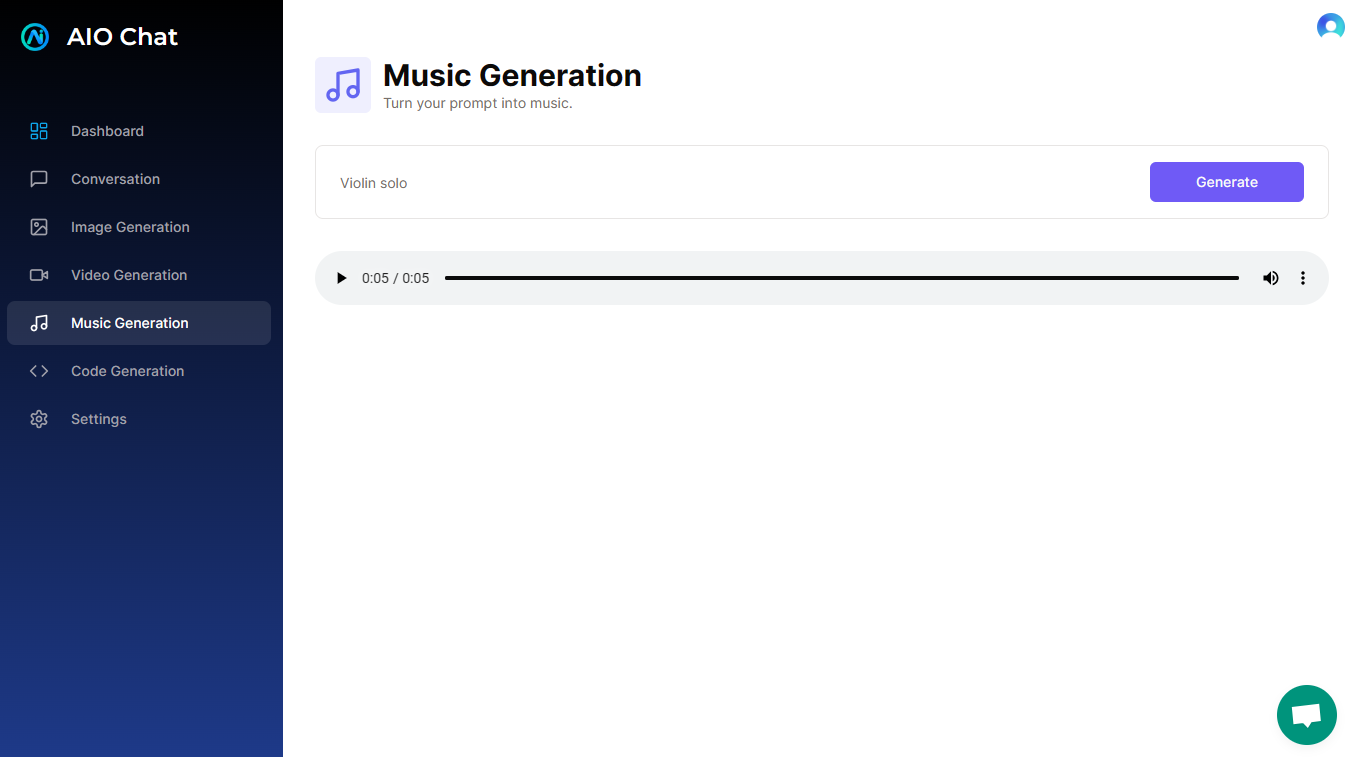 AIO Chat
Dashboard
Conversation
Image Generation
Video Generation
Music Generation
Code Generation
Settings
Music Generation
Turn your prompt into music.
Violin solo
Generate
0:05 / 0:05